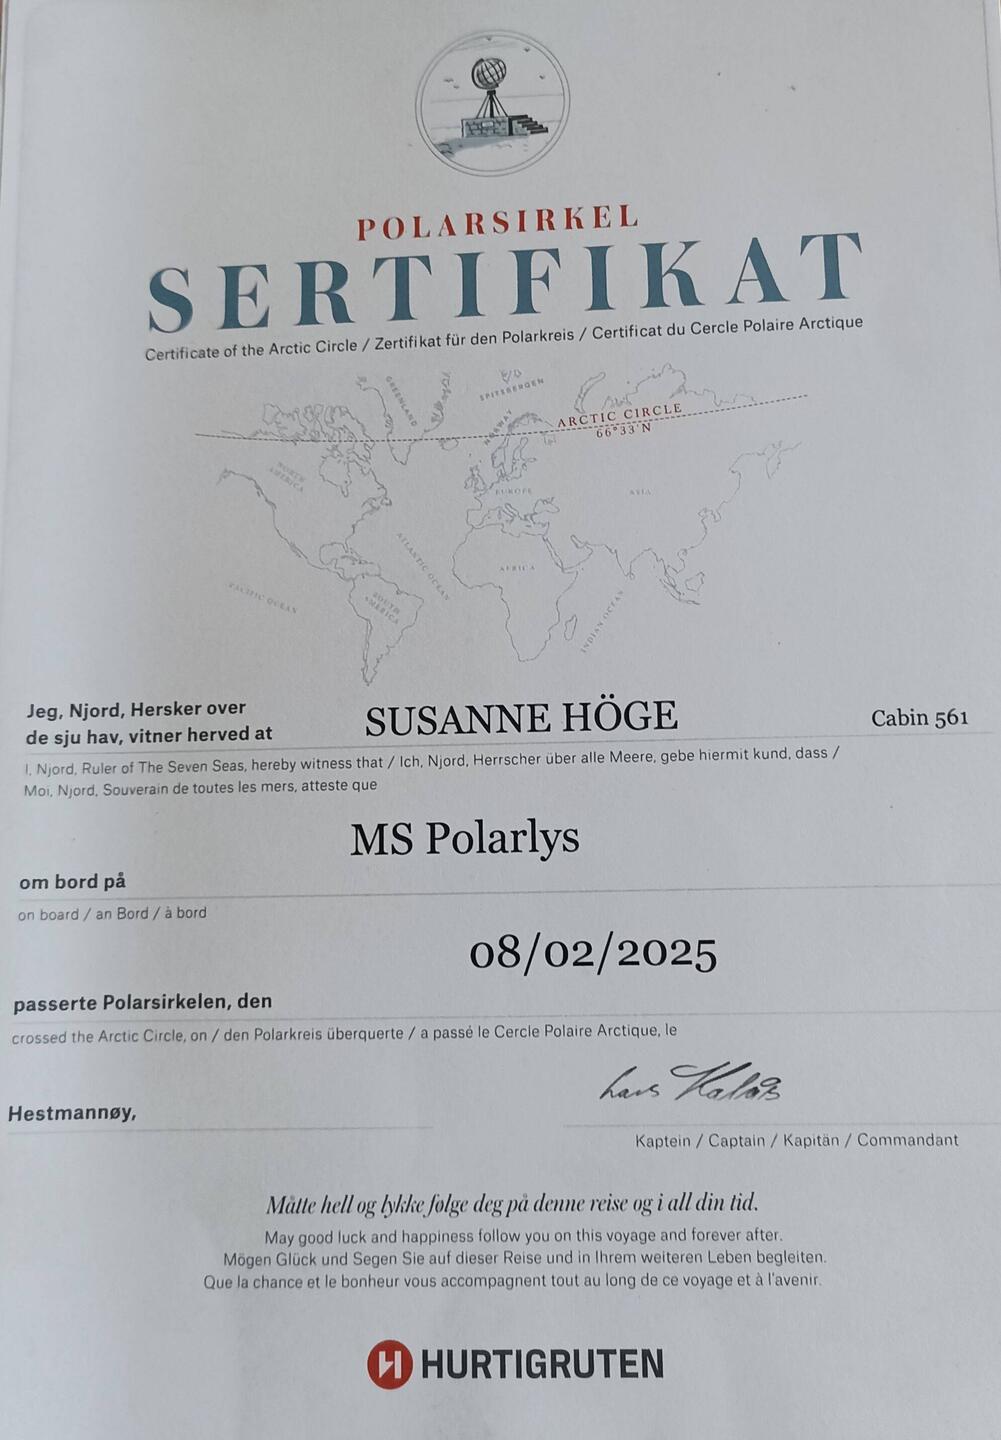 POLARSIRKEL
SERTIFIKAT
Certificate of the Arctic Circle / Zertifikat für den Polarkreis / Certificat du Cercle Polaire Arctique
GREENLAND
SPITSBERGEN
NORWAY
ARCTIC CIRCLE
66°33'N
NORTH
AMERICA
EUROPE
ASIA
ATLANTIC OCEAN
AFRICA
PACIFIC OCEAN
SOUTH
AMERICA
INDIAN OCEAN
Jeg, Njord, Hersker over
de sju hav, vitner herved at SUSANNE HÖGE Cabin 561
I, Njord, Ruler of The Seven Seas, hereby witness that / Ich, Njord, Herrscher über alle Meere, gebe hiermit kund, dass /
Moi, Njord, Souverain de toutes les mers, atteste que
MS Polarlys
om bord på
on board / an Bord / à bord
08/02/2025
passerte Polarsirkelen, den
crossed the Arctic Circle, on / den Polarkreis überquerte / a passé le Cercle Polaire Arctique, le
Hestmannøy,
Kaptein / Captain / Kapitän / Commandant
Måtte hell og lykke følge deg på denne reise og i all din tid.
May good luck and happiness follow you on this voyage and forever after.
Mögen Glück und Segen Sie auf dieser Reise und in Ihrem weiteren Leben begleiten.
Que la chance et le bonheur vous accompagnent tout au long de ce voyage et à l'avenir.
HURTIGRUTEN